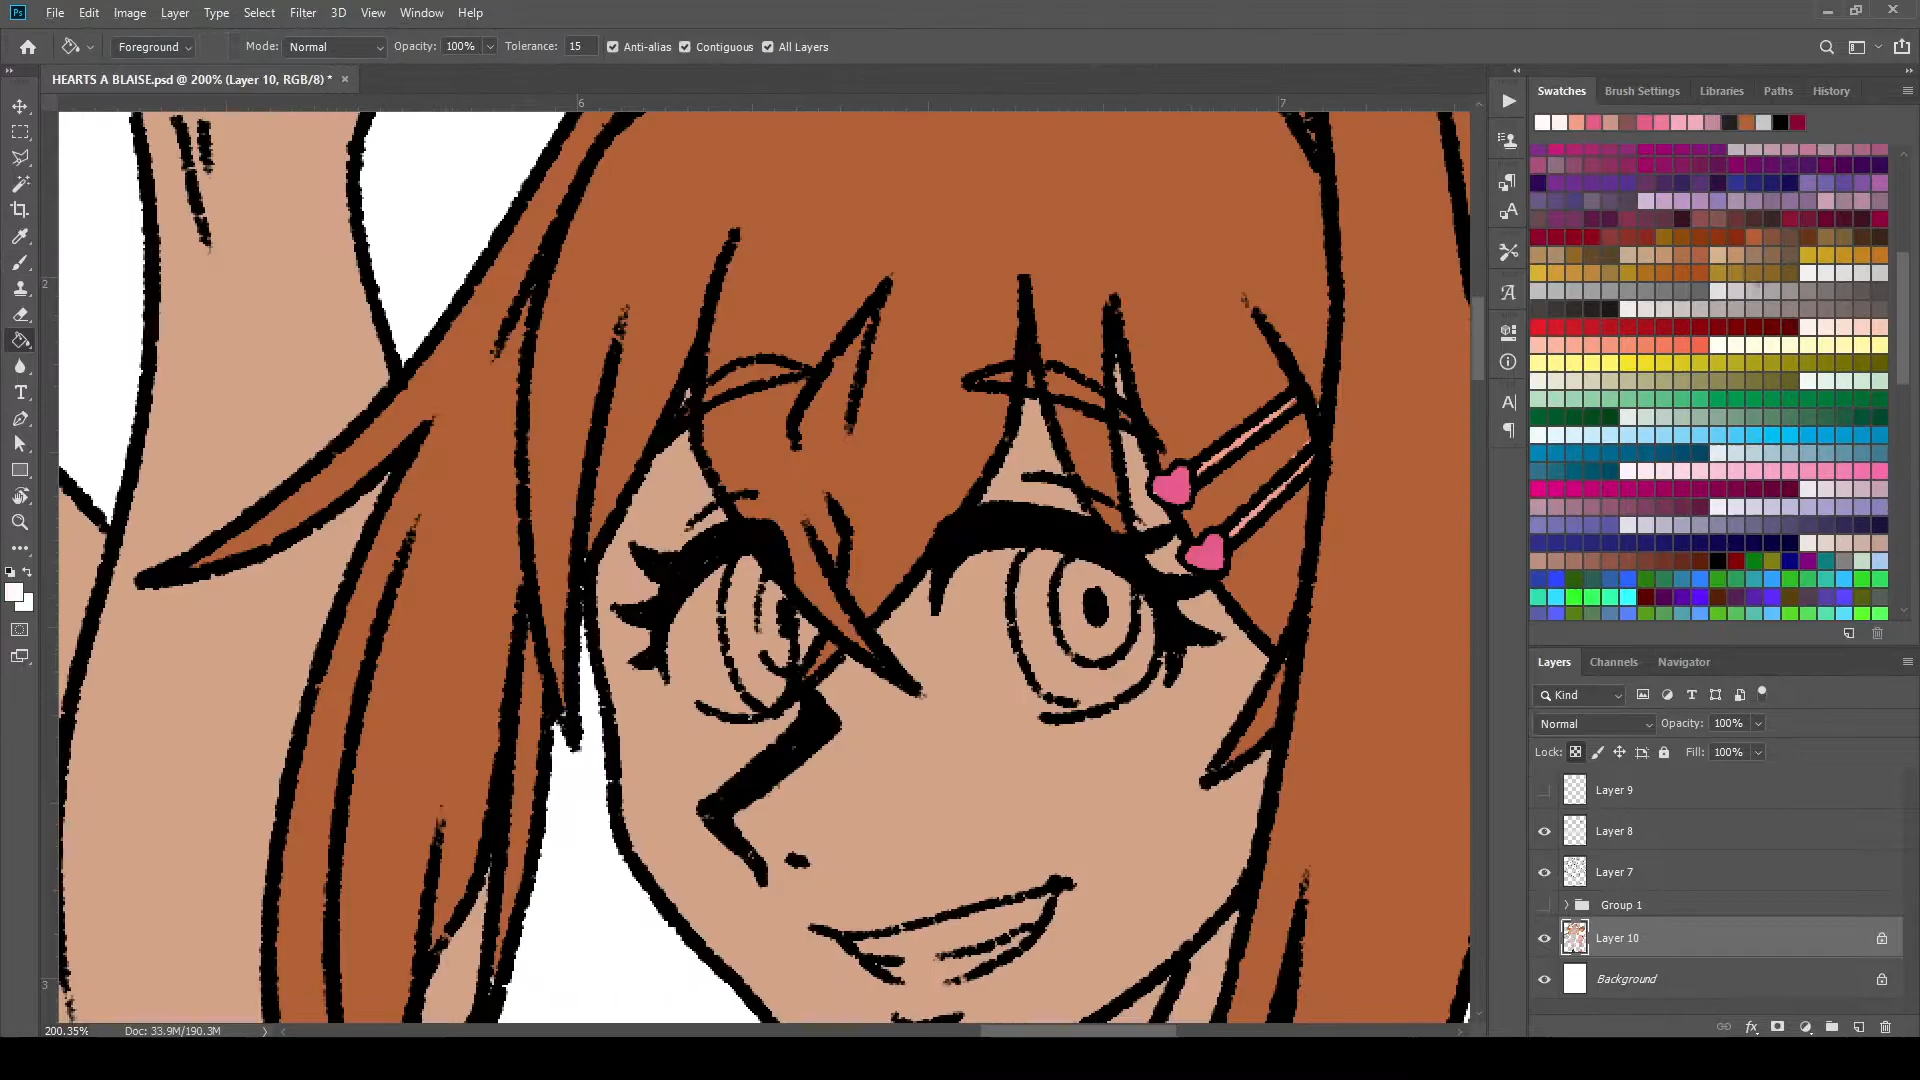 Ps File Edit Image Layer Type Select Filter 3D View Window Help
Foreground Mode: Normal Opacity: 100% Tolerance: 15 Anti-alias Contiguous All Layers
HEARTS A BLAISE.psd @ 200% (Layer 10, RGB/8) *
Swatches Brush Settings Libraries Paths History
6 7
2
3
Layers Channels Navigator
Kind
Normal Opacity: 100%
Lock: Fill: 100%
Layer 9
Layer 8
Layer 7
Group 1
Layer 10
Background
200.35% Doc: 33.9M/190.3M